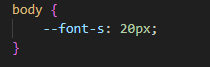 body {
    --font-s: 20px;
}